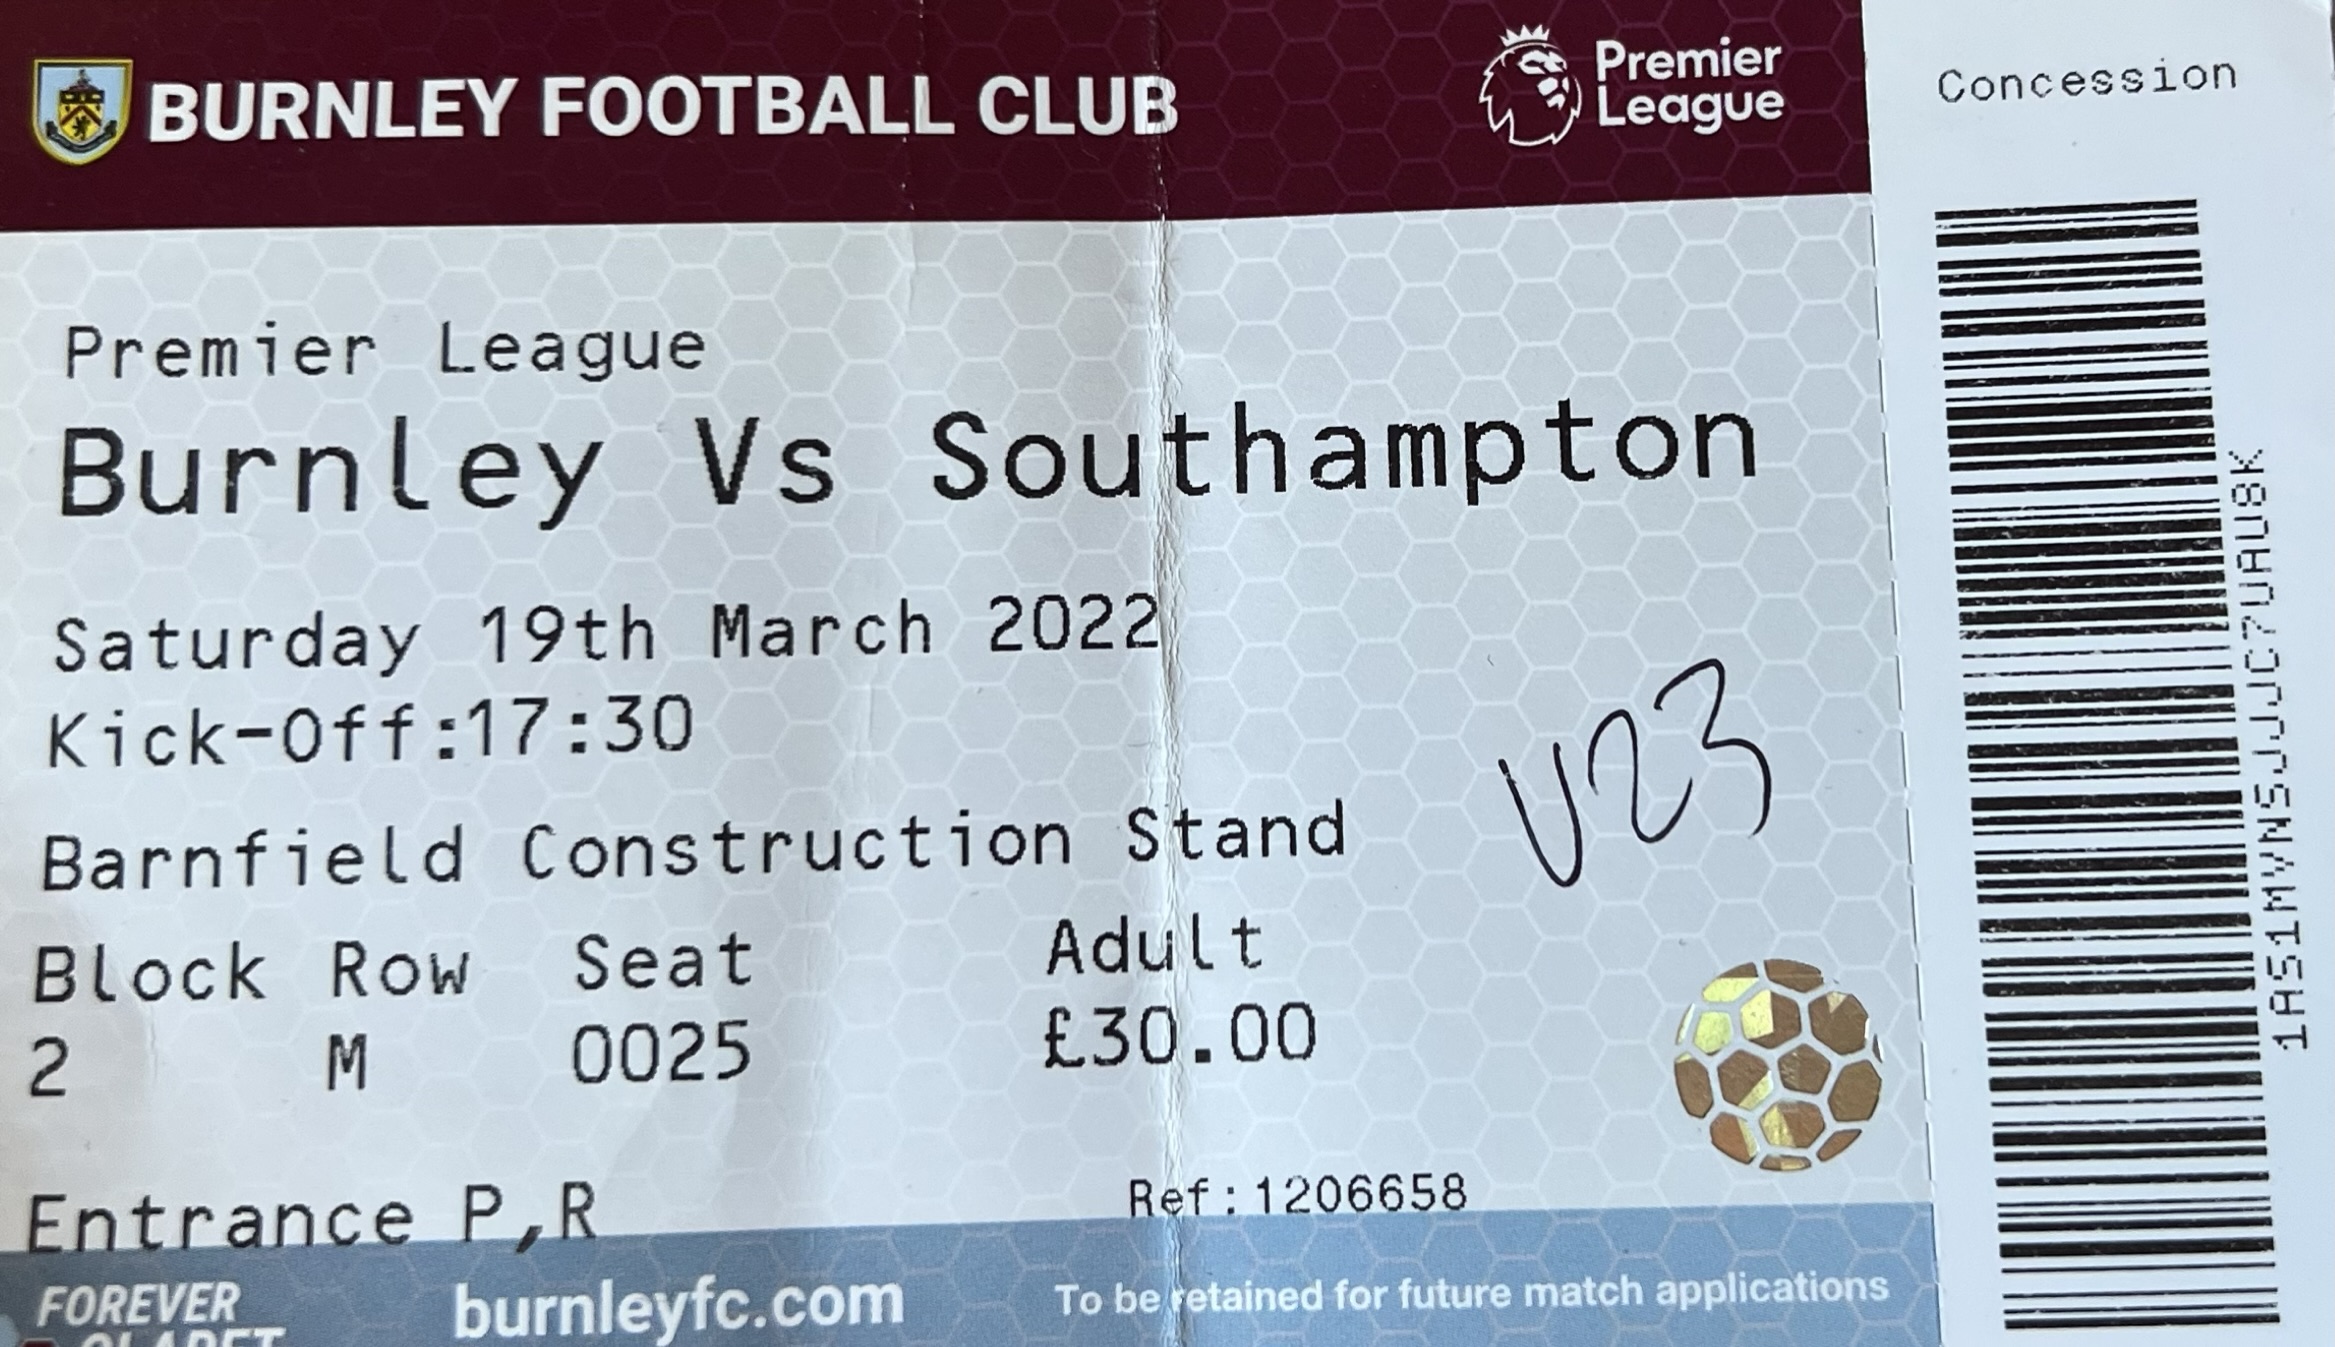 BURNLEY FOOTBALL CLUB
Premier
League
Concession
Premier League
Burnley Vs Southampton
Saturday 19th March 2022
Kick-Off:17:30
U23
Barnfield Construction Stand
Block Row Seat Adult
2 M 0025 £30.00
Entrance P,R
Ref:1206658
FOREVER
CLARET
burnleyfc.com
To be retained for future match applications